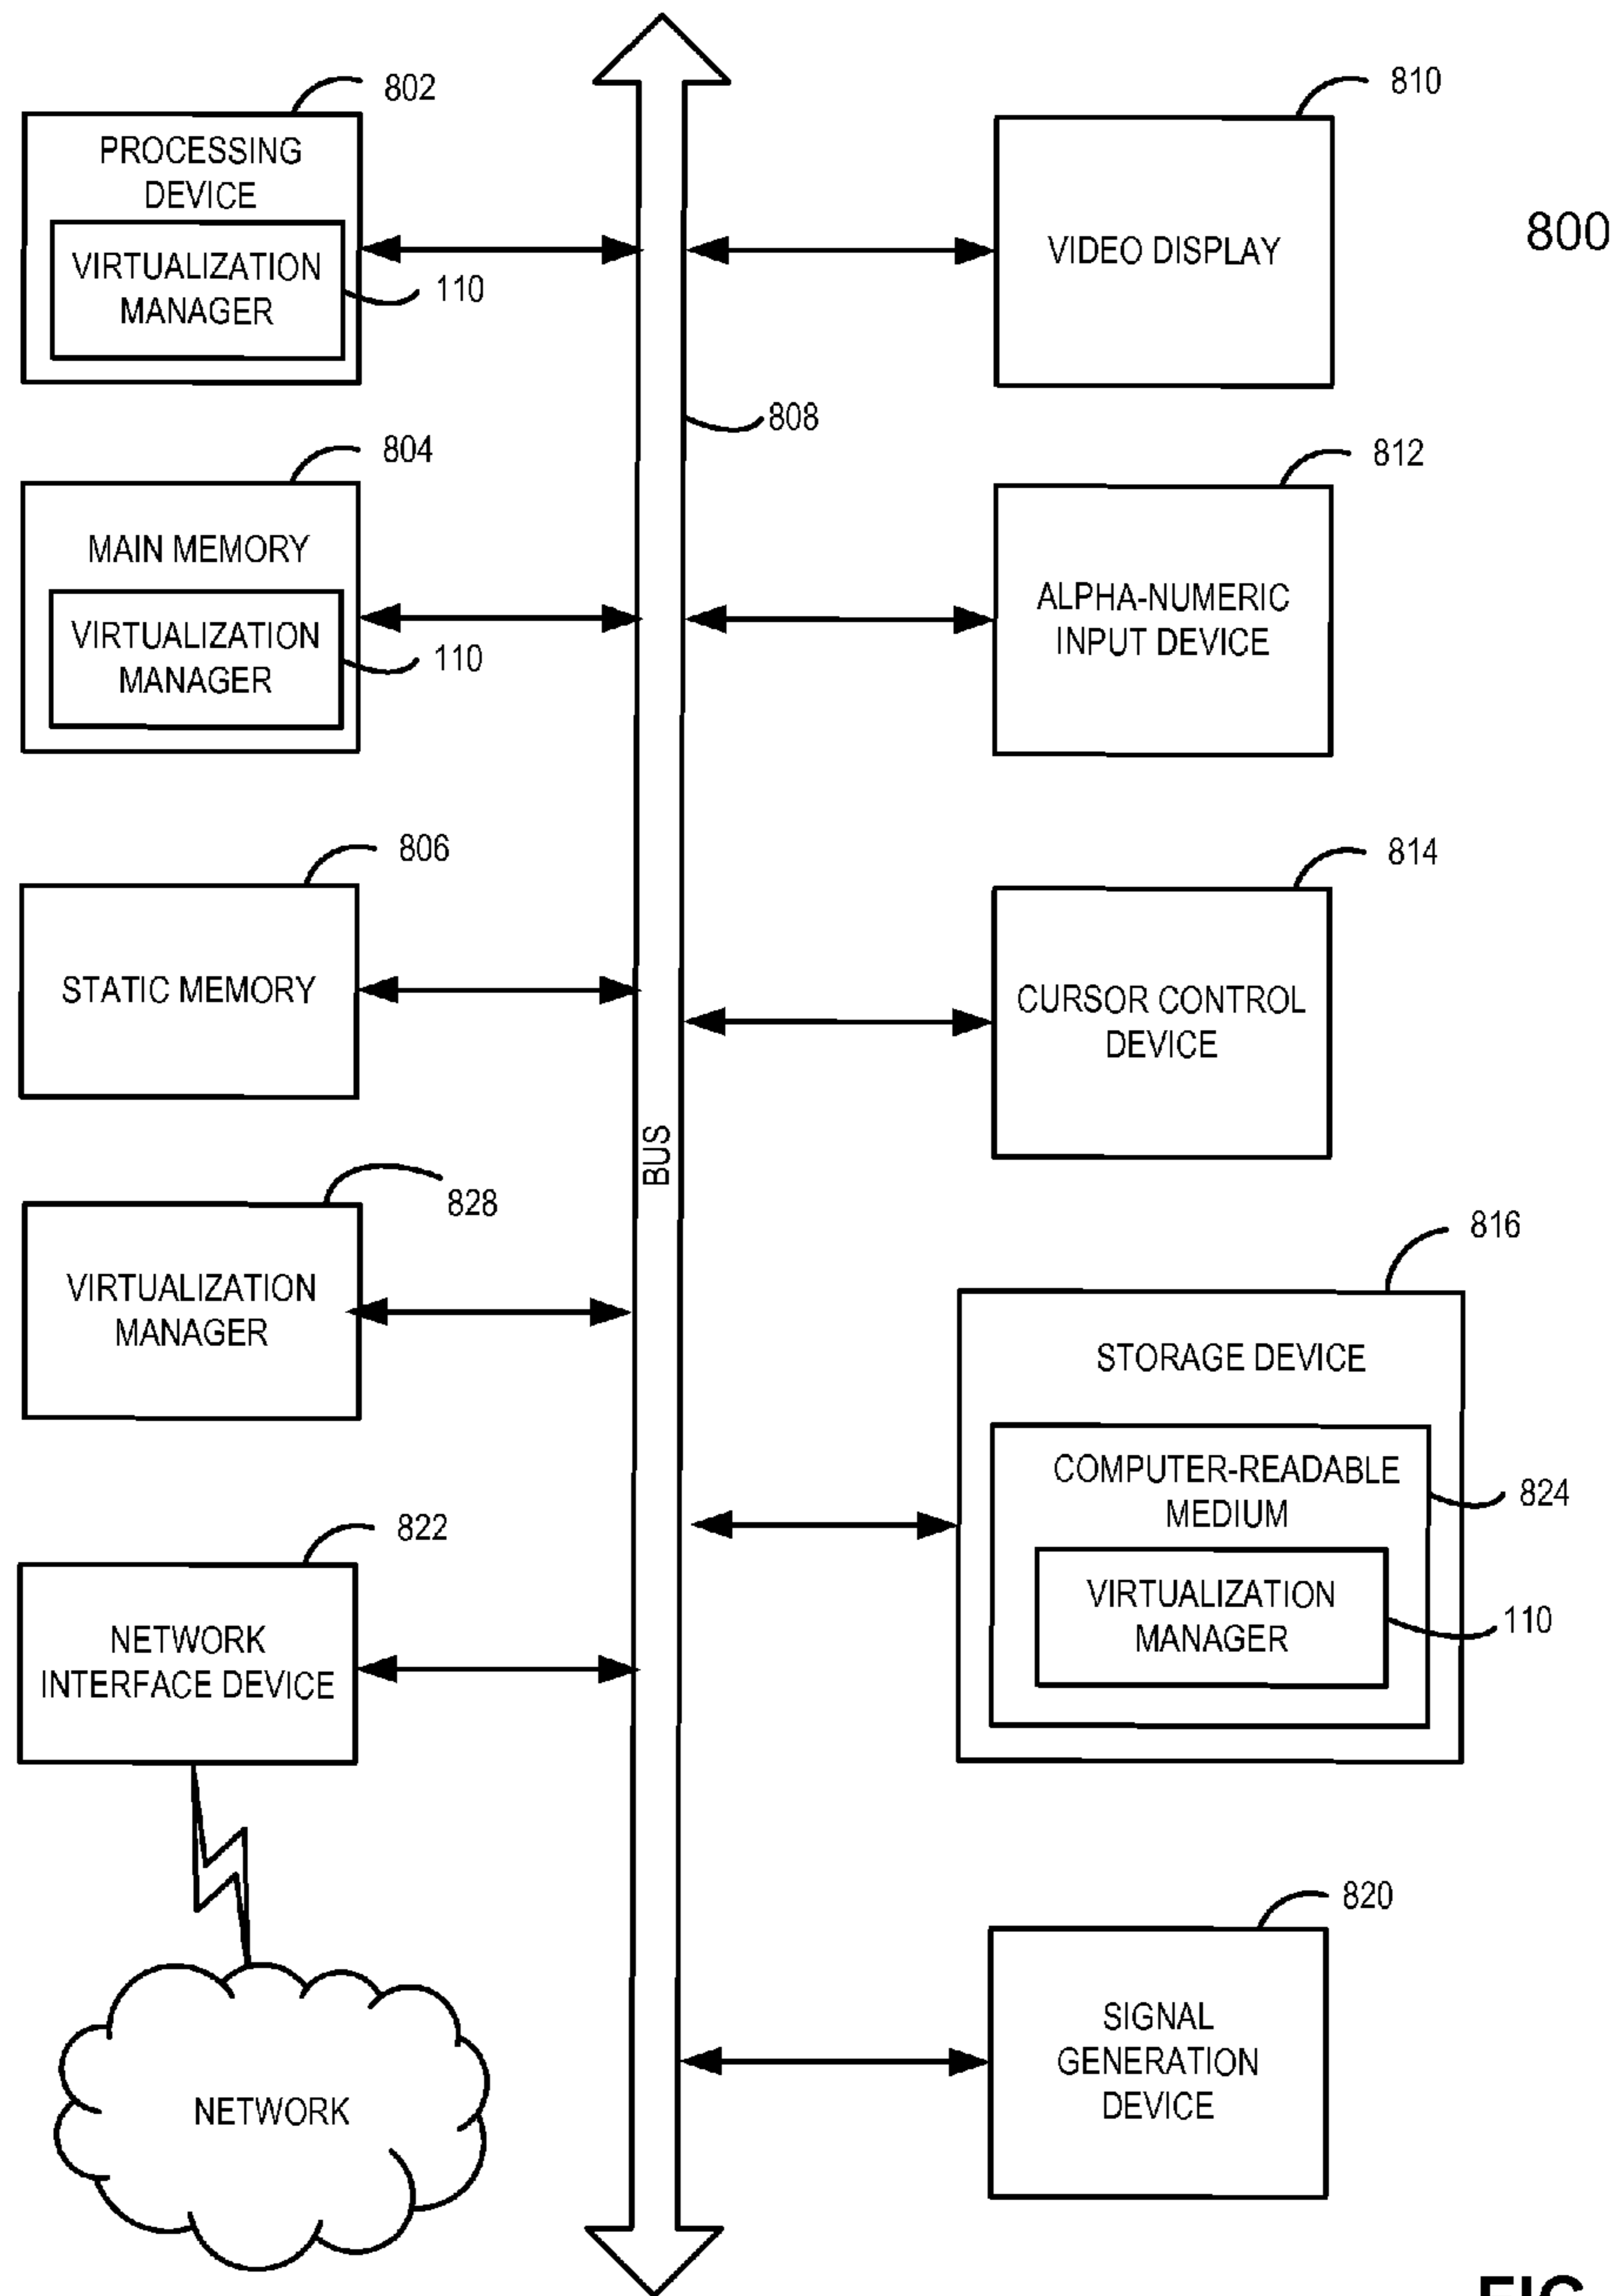 802
PROCESSING
DEVICE
VIRTUALIZATION
MANAGER
110
810
VIDEO DISPLAY
800
808
804
MAIN MEMORY
VIRTUALIZATION
MANAGER
110
812
ALPHA-NUMERIC
INPUT DEVICE
806
STATIC MEMORY
814
CURSOR CONTROL
DEVICE
BUS
828
VIRTUALIZATION
MANAGER
816
STORAGE DEVICE
COMPUTER-READABLE
MEDIUM
824
VIRTUALIZATION
MANAGER
110
822
NETWORK
INTERFACE DEVICE
NETWORK
820
SIGNAL
GENERATION
DEVICE